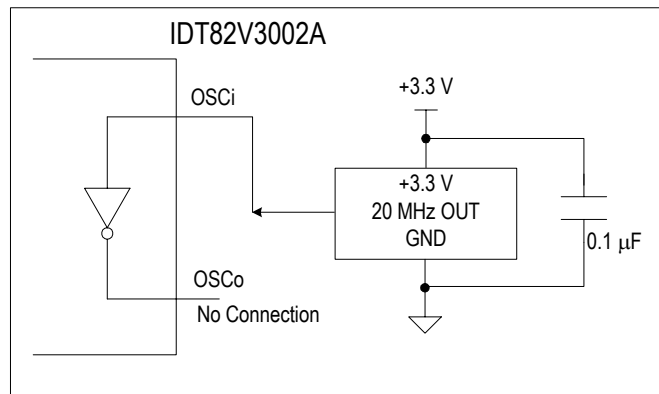 IDT82V3002A
OSCi
+3.3 V
+3.3 V
20 MHz OUT
GND
0.1 μF
OSCo
No Connection